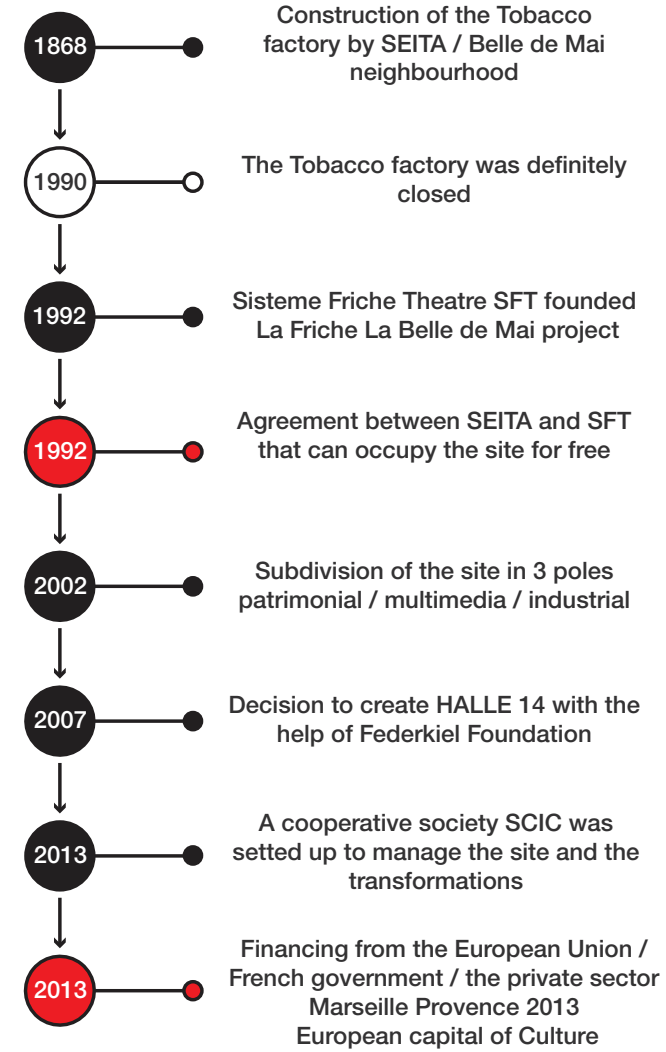 1868
Construction of the Tobacco
factory by SEITA / Belle de Mai
neighbourhood
1990
The Tobacco factory was definitely
closed
1992
Sisteme Friche Theatre SFT founded
La Friche La Belle de Mai project
1992
Agreement between SEITA and SFT
that can occupy the site for free
2002
Subdivision of the site in 3 poles
patrimonial / multimedia / industrial
2007
Decision to create HALLE 14 with the
help of Federkiel Foundation
2013
A cooperative society SCIC was
setted up to manage the site and the
transformations
2013
Financing from the European Union /
French government / the private sector
Marseille Provence 2013
European capital of Culture